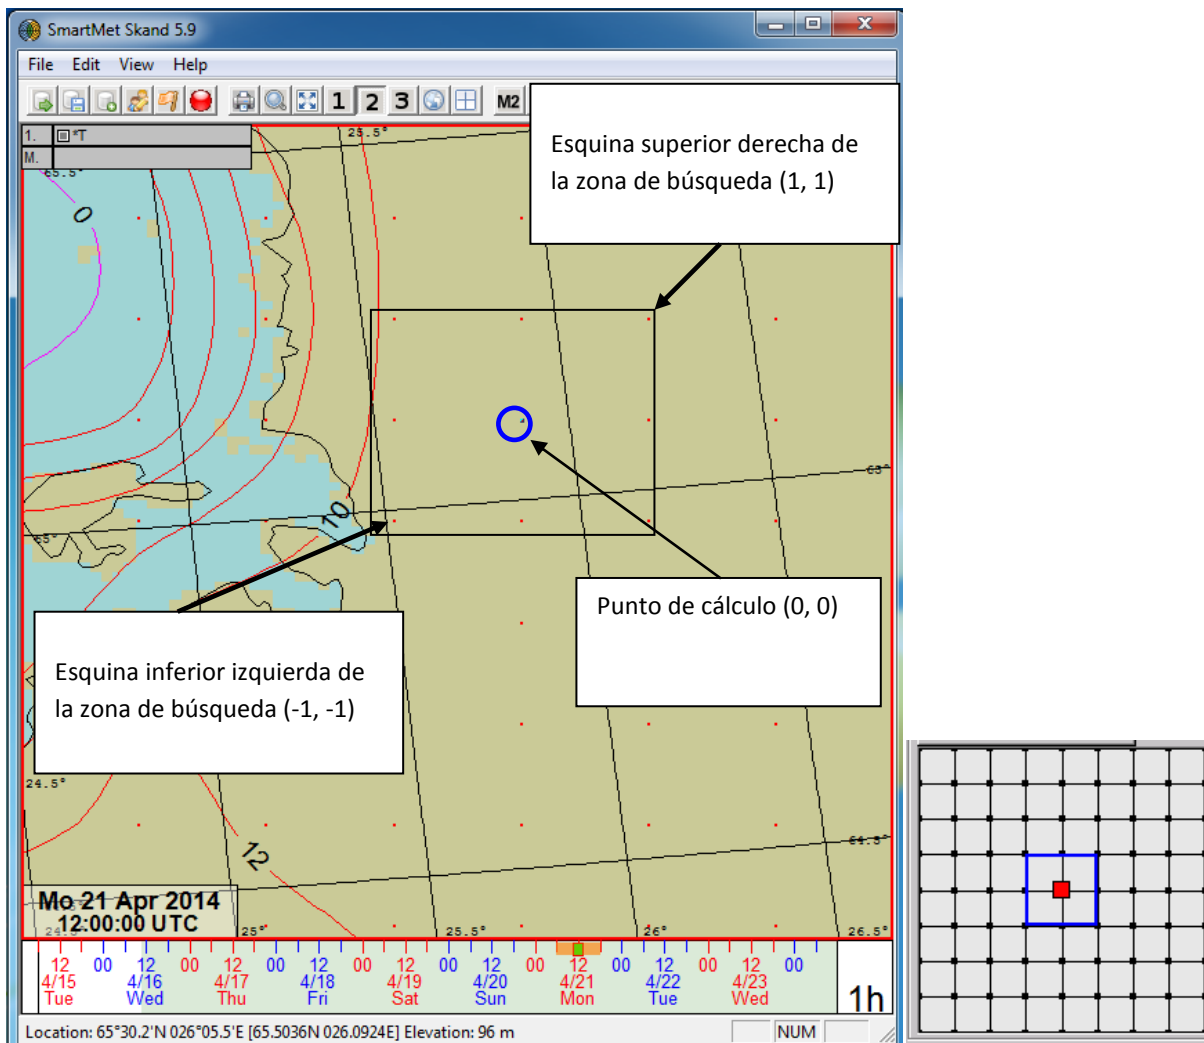 SmartMet Skand 5.9
File Edit View Help
1 2 3 M2
1. *T
M.
25.5°
65.5°
0
Esquina superior derecha de
la zona de búsqueda (1, 1)
63
10
65°
Punto de cálculo (0, 0)
Esquina inferior izquierda de
la zona de búsqueda (-1, -1)
24.5°
64.5°
12
Mo 21 Apr 2014
12:00:00 UTC
24.5° 25° 25.5° 26° 26.5°
12 00 12 00 12 00 12 00 12 00 12 00 12 00 12 00 12 00
4/15 4/16 4/17 4/18 4/19 4/20 4/21 4/22 4/23
Tue Wed Thu Fri Sat Sun Mon Tue Wed
1h
Location: 65°30.2'N 026°05.5'E [65.5036N 026.0924E] Elevation: 96 m NUM